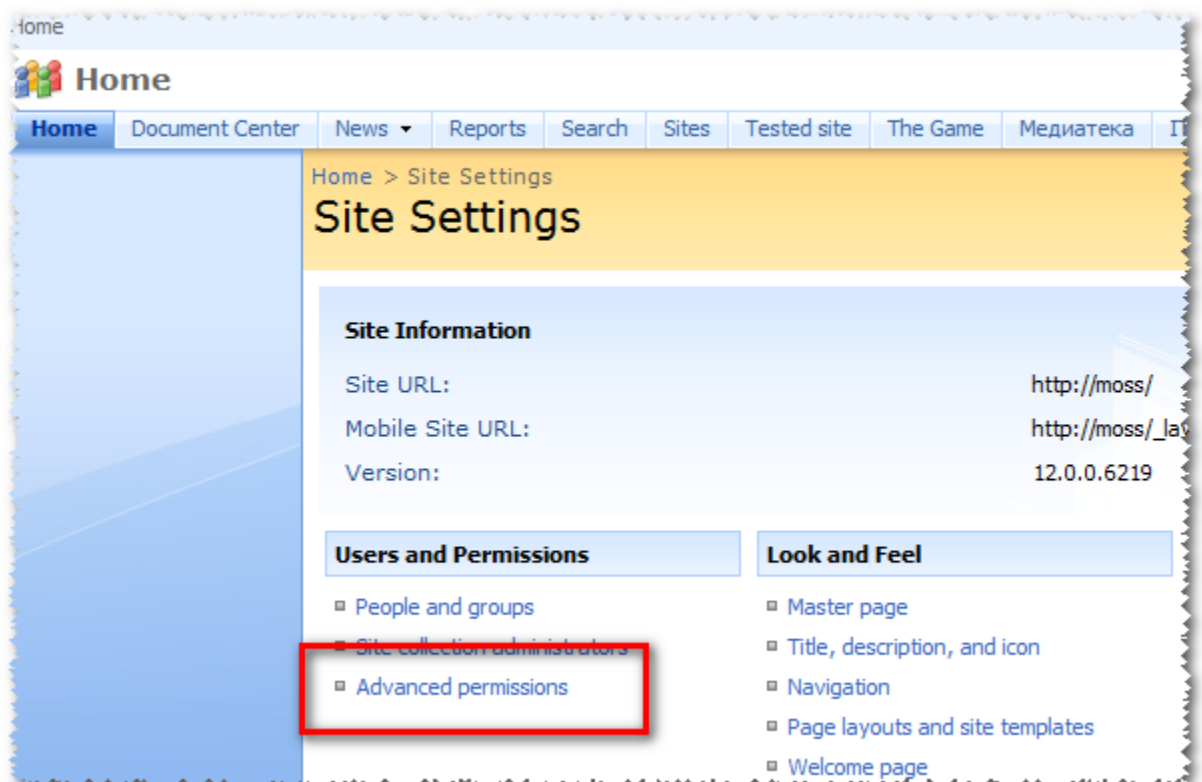 Home
Home
Home Document Center News Reports Search Sites Tested site The Game Медиатека
Home > Site Settings
Site Settings
Site Information
Site URL: http://moss/
Mobile Site URL: http://moss/_lay
Version: 12.0.0.6219
Users and Permissions Look and Feel
People and groups Master page
Site collection administrators Title, description, and icon
Advanced permissions Navigation
Page layouts and site templates
Welcome page